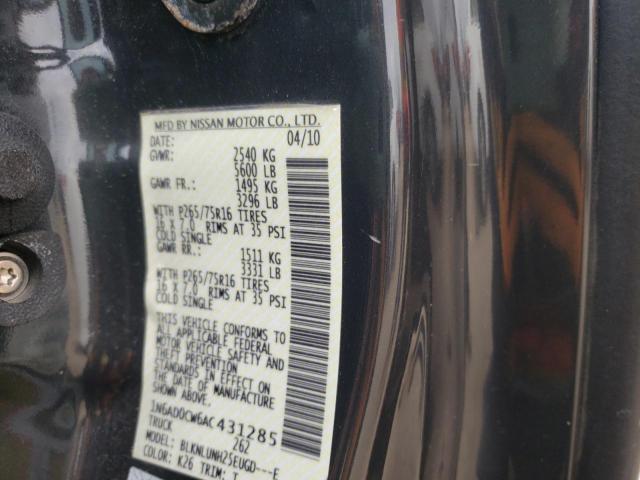 MFD BY NISSAN MOTOR CO., LTD.
DATE: 04/10
GVWR: 2540 KG
5600 LB
GAWR FR.: 1495 KG
3296 LB
WITH P265/75R16 TIRES
16 X 7.0 RIMS AT 35 PSI
COLD SINGLE
GAWR RR.: 1511 KG
3331 LB
WITH P265/75R16 TIRES
16 X 7.0 RIMS AT 35 PSI
COLD SINGLE
THIS VEHICLE CONFORMS TO
ALL APPLICABLE FEDERAL
MOTOR VEHICLE SAFETY AND
THEFT PREVENTION
STANDARDS IN EFFECT ON
THE DATE OF MANUFACTURE
SHOWN ABOVE.
1N6AD0CW6AC431285
TRUCK 262
MODEL: BLKNLUNH25EUGD---E
COLOR: K26 TRIM: T